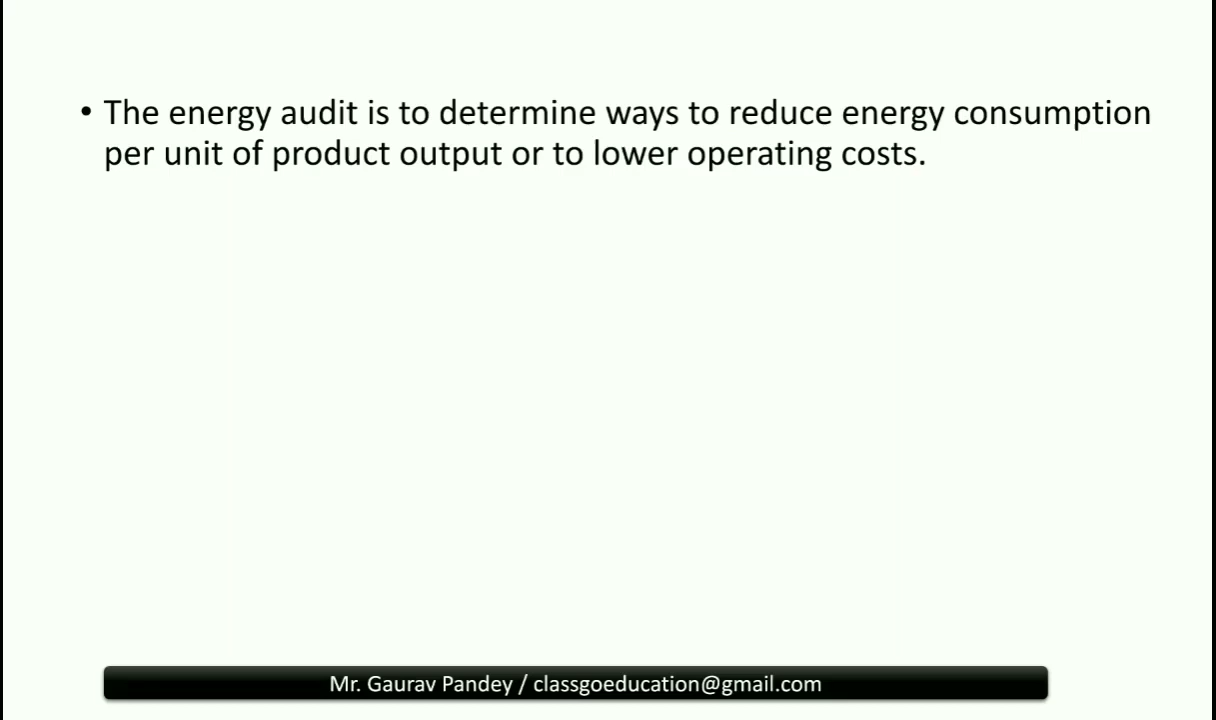 • The energy audit is to determine ways to reduce energy consumption
per unit of product output or to lower operating costs.
Mr. Gaurav Pandey / classgoeducation@gmail.com